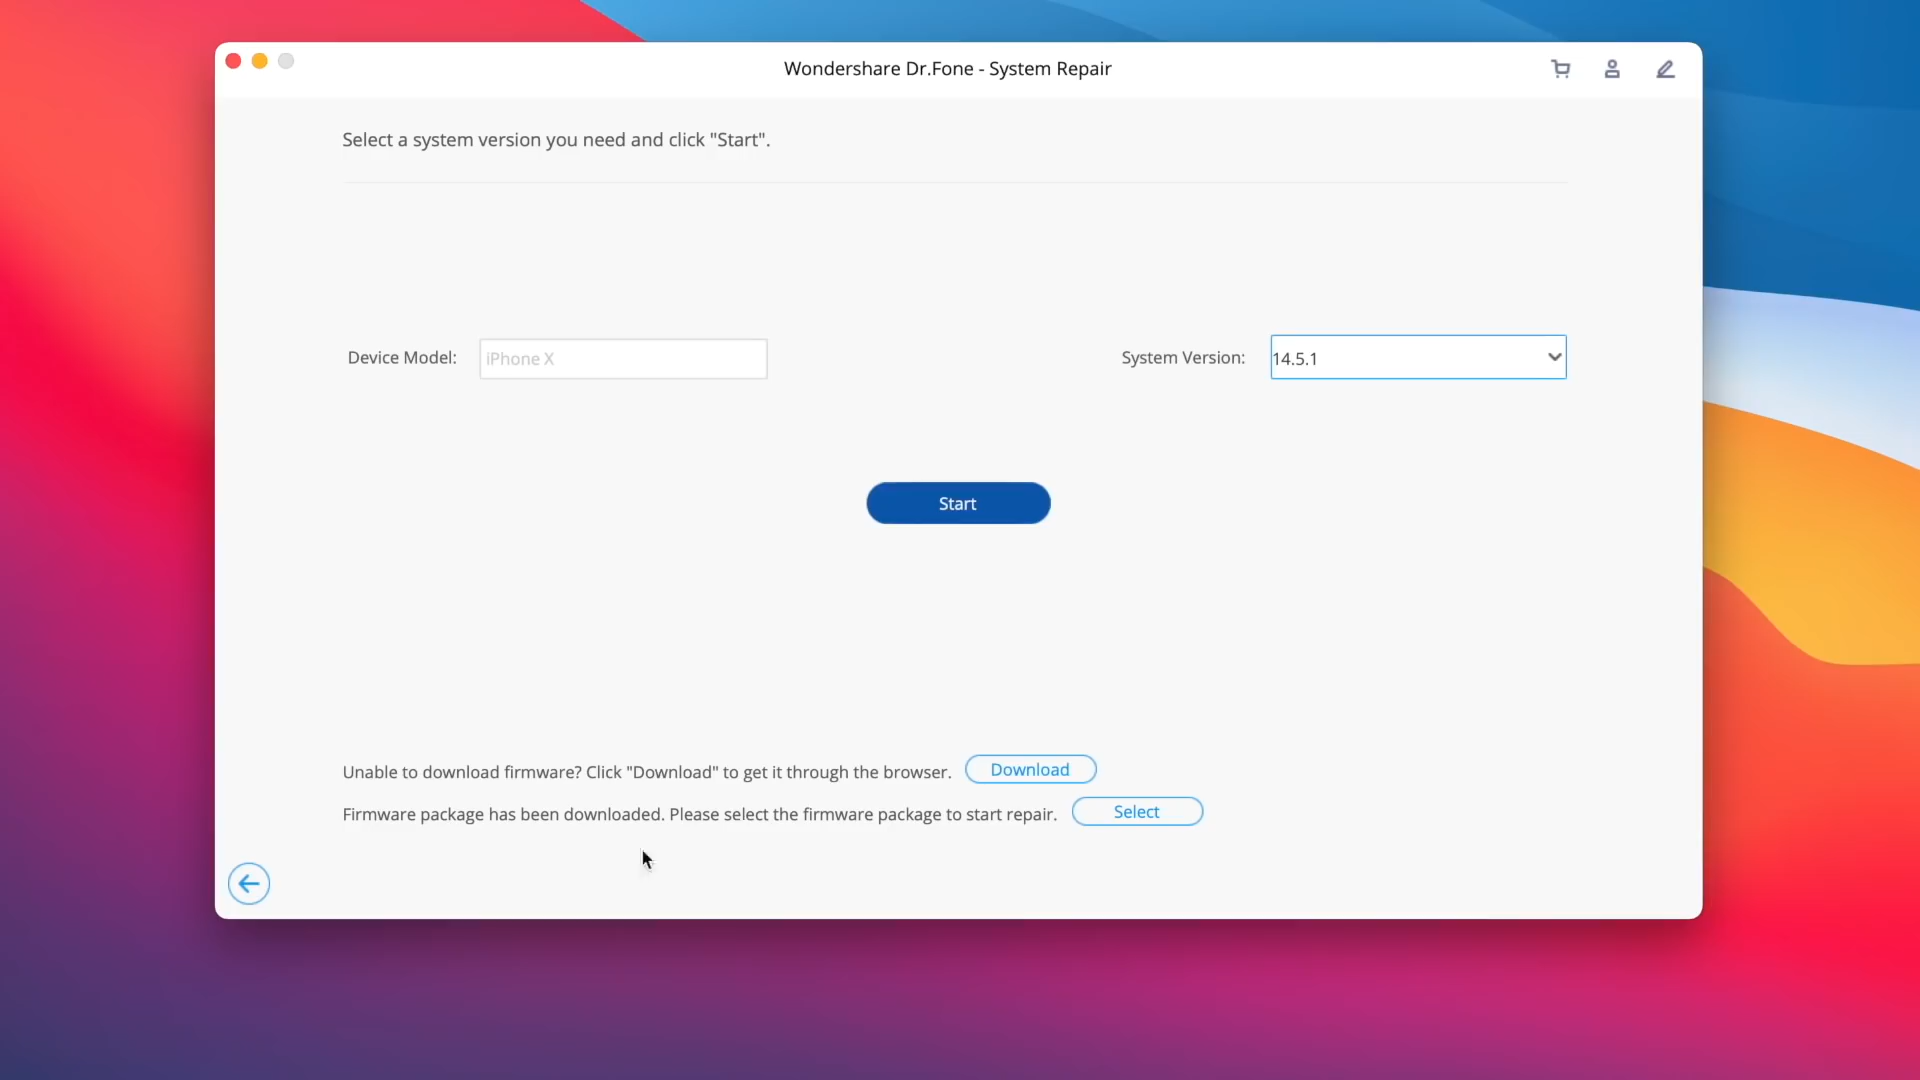 Wondershare Dr.Fone - System Repair
Select a system version you need and click "Start".
Device Model: iPhone X System Version: 14.5.1
Start
Unable to download firmware? Click "Download" to get it through the browser. Download
Firmware package has been downloaded. Please select the firmware package to start repair. Select